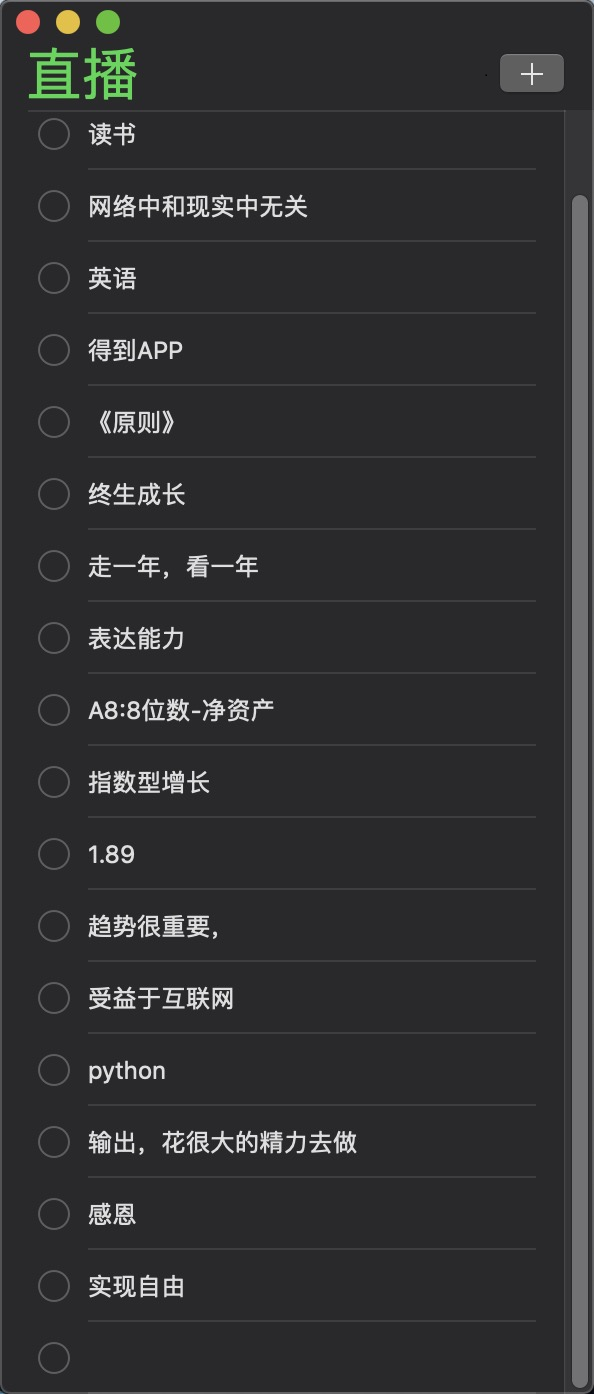 直播
读书
网络中和现实中无关
英语
得到APP
《原则》
终生成长
走一年，看一年
表达能力
A8:8位数-净资产
指数型增长
1.89
趋势很重要，
受益于互联网
python
输出，花很大的精力去做
感恩
实现自由